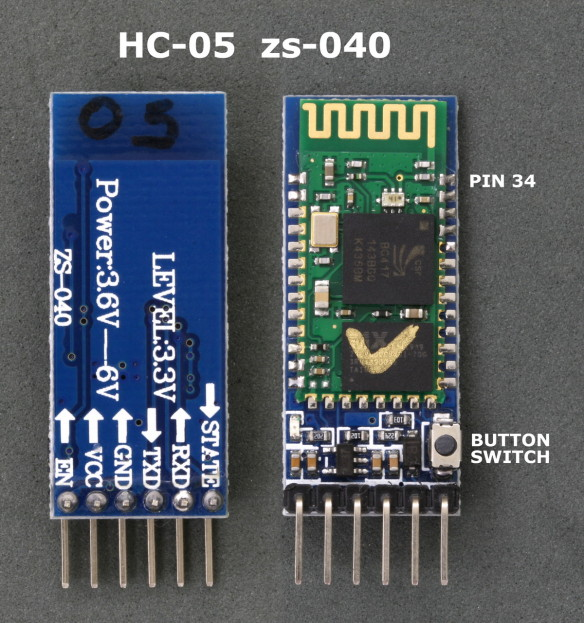 HC-05 zs-040
05
Power:3.6V—6V
LEVEL:3.3V
ZS-040
EN
VCC
GND
TXD
RXD
STATE
PIN 34
BC417
BUTTON
SWITCH